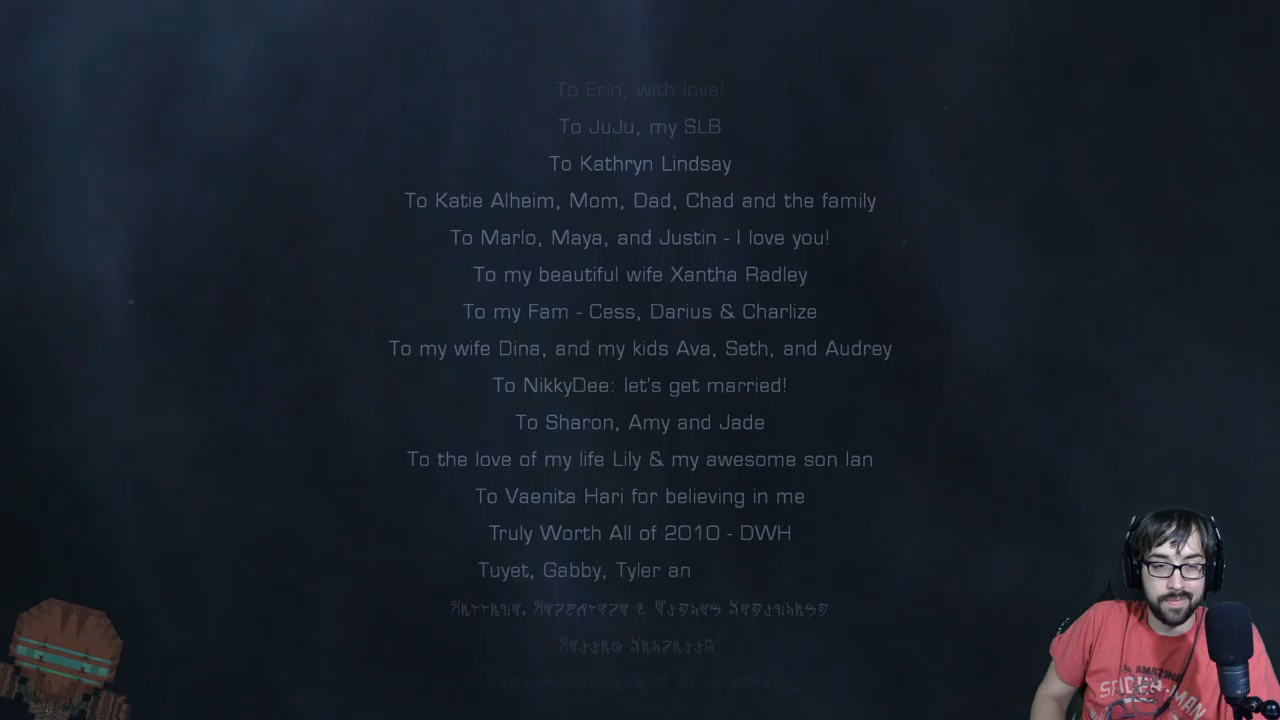 To Erin, with love!
To JuJu, my SLB
To Kathryn Lindsay
To Katie Alheim, Mom, Dad, Chad and the family
To Marlo, Maya, and Justin - I love you!
To my beautiful wife Xantha Radley
To my Fam - Cess, Darius & Charlize
To my wife Dina, and my kids Ava, Seth, and Audrey
To NikkyDee: let's get married!
To Sharon, Amy and Jade
To the love of my life Lily & my awesome son Ian
To Vaenita Hari for believing in me
Truly Worth All of 2010 - DWH
Tuyet, Gabby, Tyler an
AMAZING
SPIDER-MAN